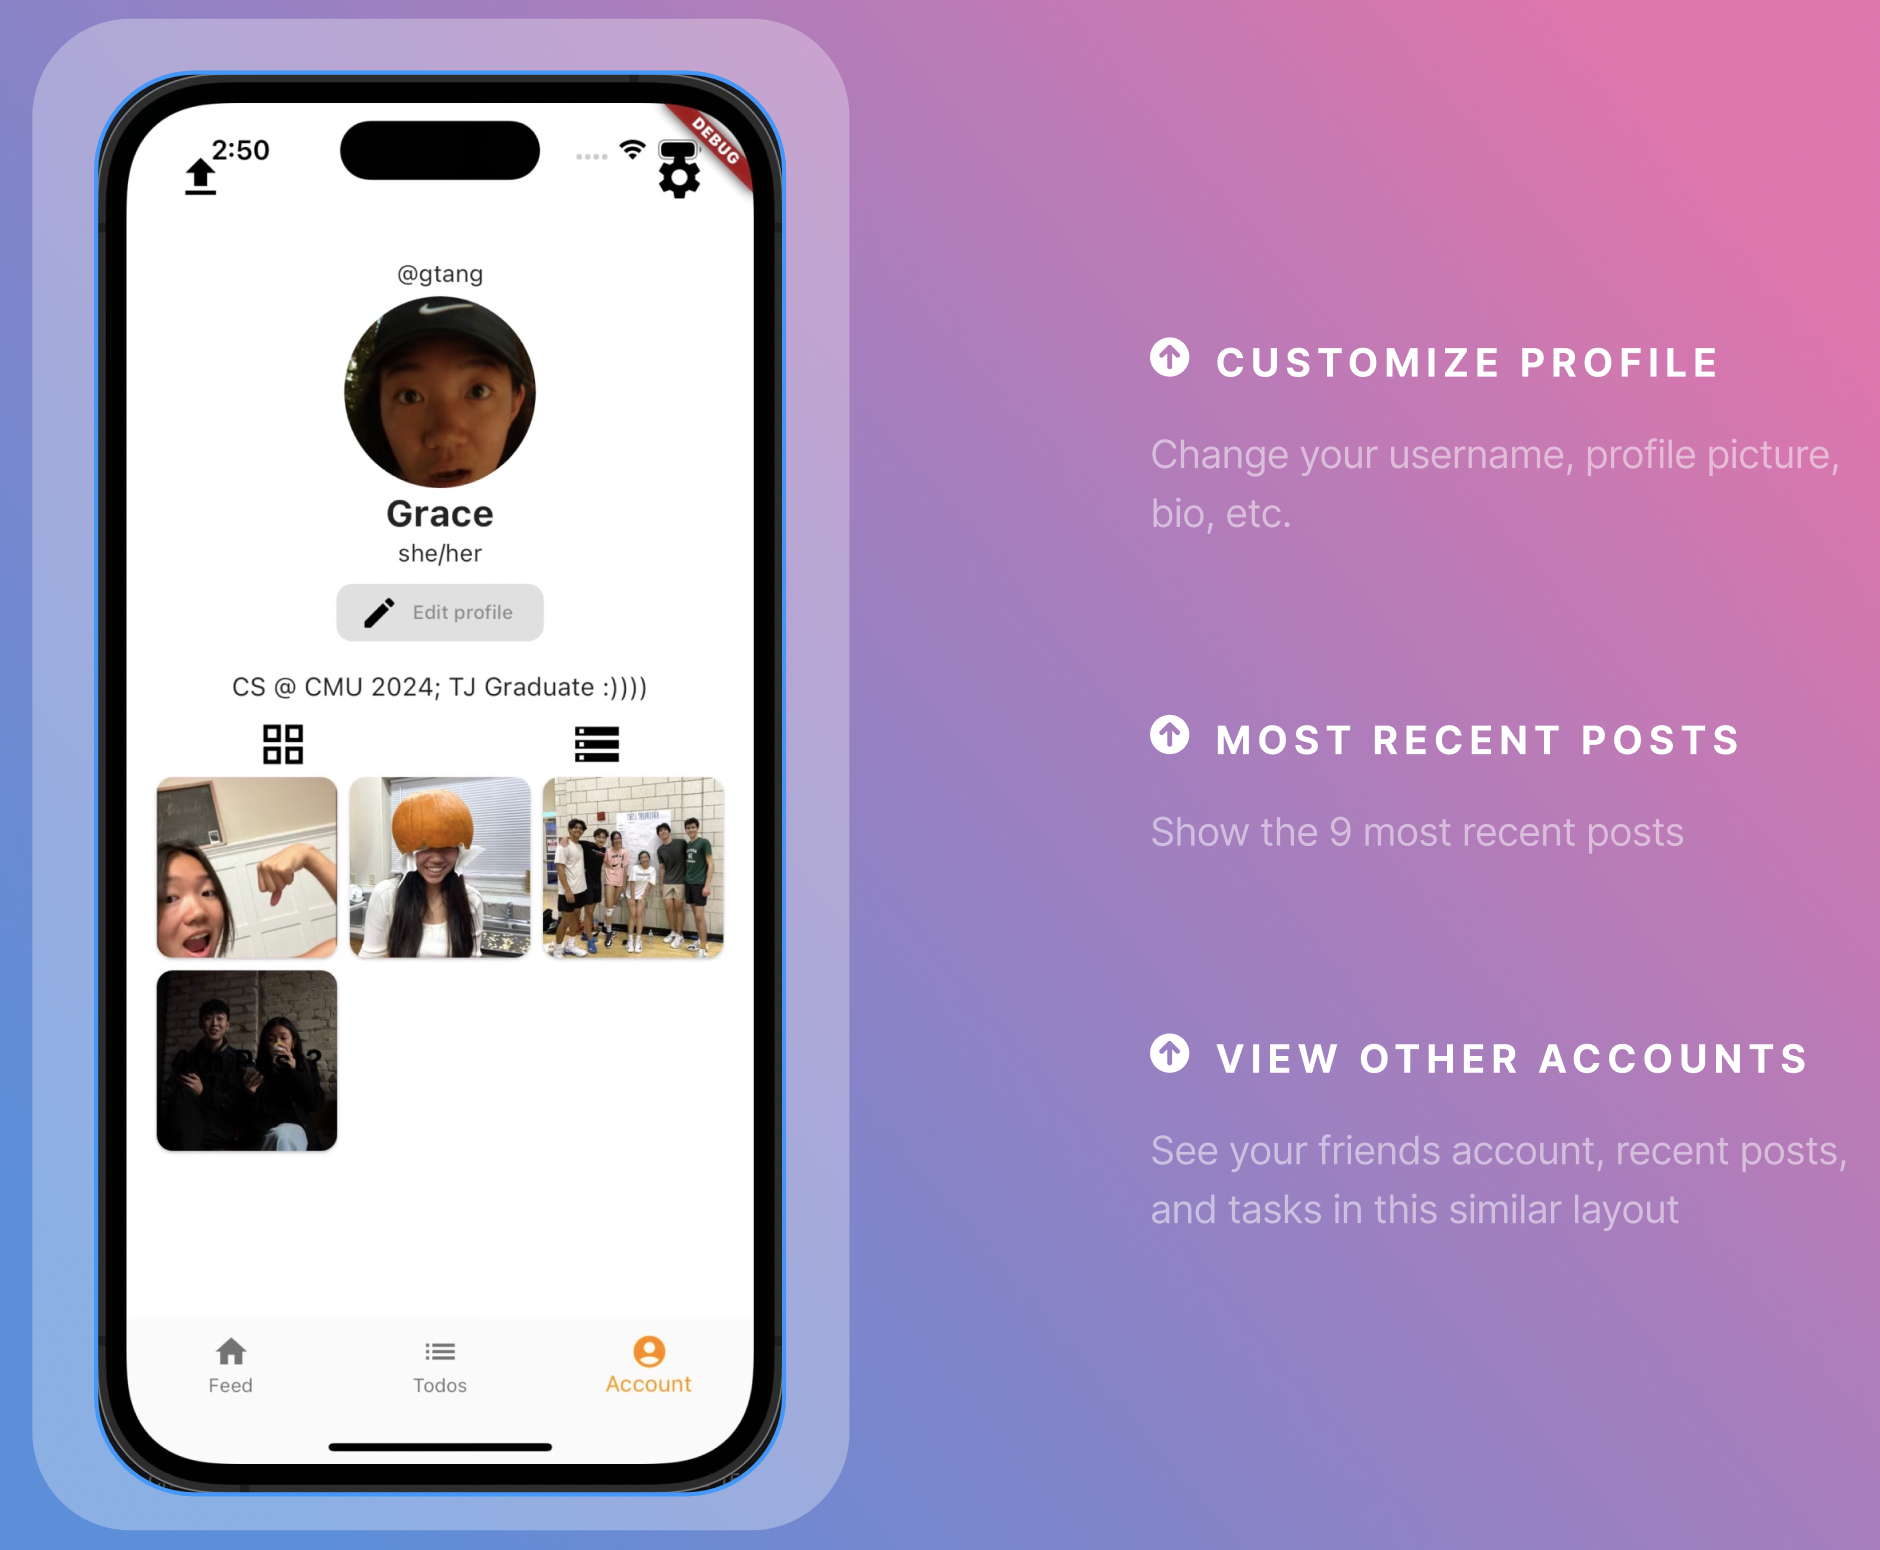 2:50
DEBUG
@gtang
Grace
she/her
Edit profile
CS @ CMU 2024; TJ Graduate :))))
Feed
Todos
Account
CUSTOMIZE PROFILE
Change your username, profile picture,
bio, etc.
MOST RECENT POSTS
Show the 9 most recent posts
VIEW OTHER ACCOUNTS
See your friends account, recent posts,
and tasks in this similar layout